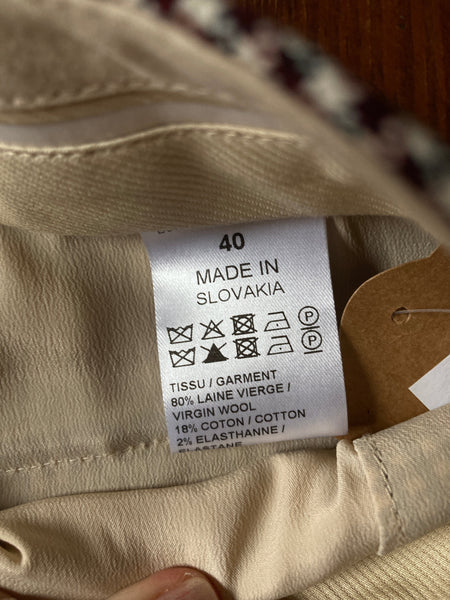 40
MADE IN
SLOVAKIA
P
P
TISSU / GARMENT
80% LAINE VIERGE /
VIRGIN WOOL
18% COTON / COTTON
2% ELASTHANNE /